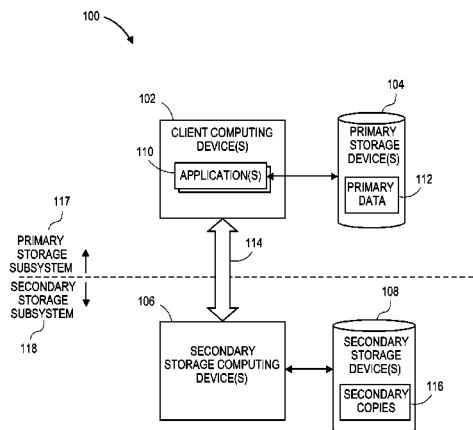 100
102
CLIENT COMPUTING
DEVICE(S)
110
APPLICATION(S)
104
PRIMARY
STORAGE
DEVICE(S)
PRIMARY
DATA
112
117
PRIMARY
STORAGE
SUBSYSTEM
114
SECONDARY
STORAGE
SUBSYSTEM
118
106
SECONDARY
STORAGE COMPUTING
DEVICE(S)
108
SECONDARY
STORAGE
DEVICE(S)
SECONDARY
COPIES
116